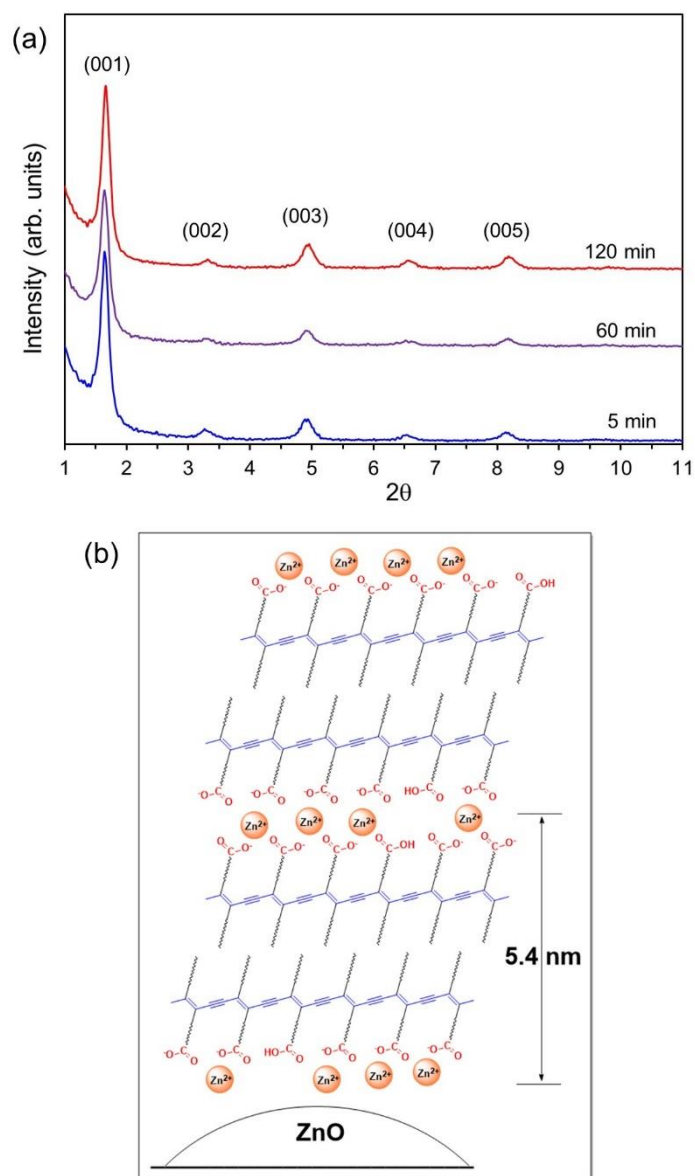 (a)
(001)
(002)
(003)
(004)
(005)
120 min
60 min
5 min
Intensity (arb. units)
1 2 3 4 5 6 7 8 9 10 11
2θ
(b)
Zn²⁺ Zn²⁺ Zn²⁺ Zn²⁺
O C O⁻ O C O⁻ O C O⁻ O C O⁻ O C O⁻ O C OH
⁻O C O ⁻O C O ⁻O C O ⁻O C O HO C O ⁻O C O
Zn²⁺ Zn²⁺ Zn²⁺ Zn²⁺
O C O⁻ O C O⁻ O C O⁻ O C OH O C O⁻ O C O⁻
5.4 nm
⁻O C O ⁻O C O HO C O ⁻O C O ⁻O C O ⁻O C O
Zn²⁺ Zn²⁺ Zn²⁺ Zn²⁺
ZnO